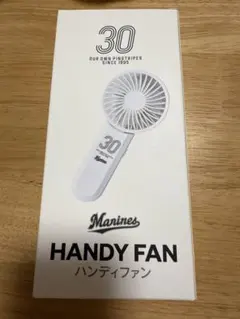 30
OUR OWN PINSTRIPES
SINCE 1995
30
Marines
HANDY FAN
ハンディファン